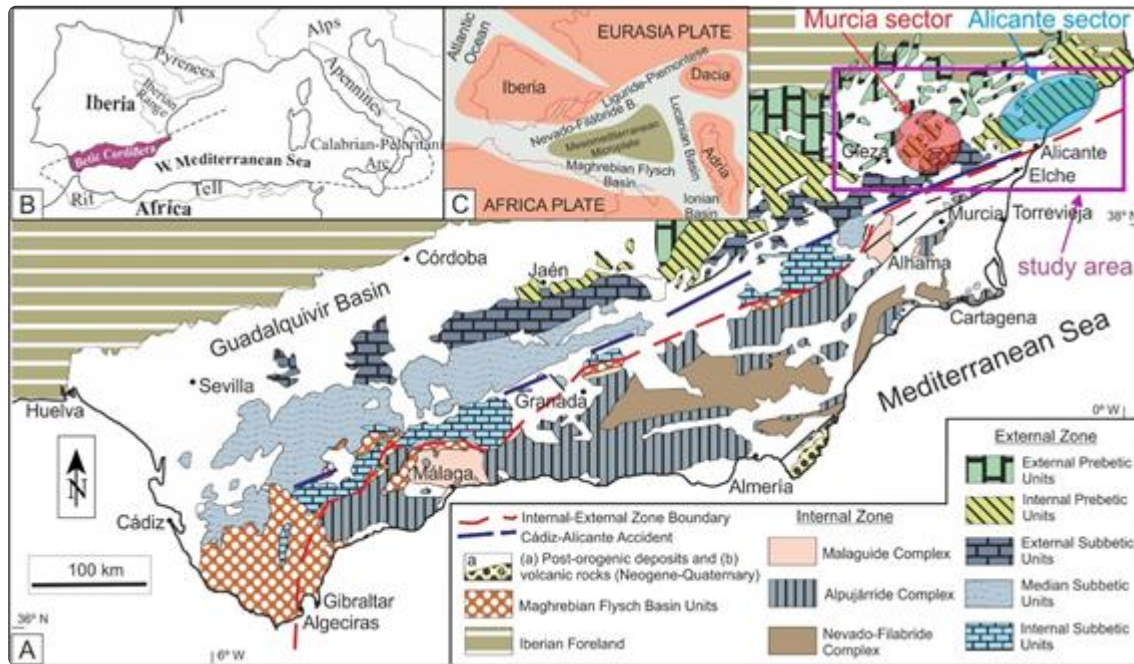 Alps
Pyrenees
Iberian
Range
Iberia
Apennines
Betic Cordillera
W Mediterranean Sea
Calabrian-Peloritani
Arc
Rif
Tell
Africa
B
Atlantic
Ocean
EURASIA PLATE
Iberia
Liguride-Piemontese
Dacia
Nevado-Filábride B.
Mesomediterranean
Microplate
Lucanian Basin
Adria
Maghrebian Flysch
Basin
Ionian
Basin
AFRICA PLATE
C
Murcia
sector
Alicante
sector
Cieza
Alicante
Elche
Murcia
Torrevieja
38º N
study area
Alhama
Cartagena
Córdoba
Jaén
Guadalquivir Basin
Sevilla
Huelva
Granada
Mediterranean Sea
0º W
N
Málaga
Almería
Cádiz
100 km
Gibraltar
Algeciras
36º N
6º W
A
Internal-External Zone Boundary
Cádiz-Alicante Accident
a
(a) Post-orogenic deposits and (b)
volcanic rocks (Neogene-Quaternary)
Maghrebian Flysch Basin Units
Iberian Foreland
Internal Zone
Malaguide Complex
Alpujárride Complex
Nevado-Filabride
Complex
External Zone
External Prebetic
Units
Internal Prebetic
Units
External Subbetic
Units
Median Subbetic
Units
Internal Subbetic
Units